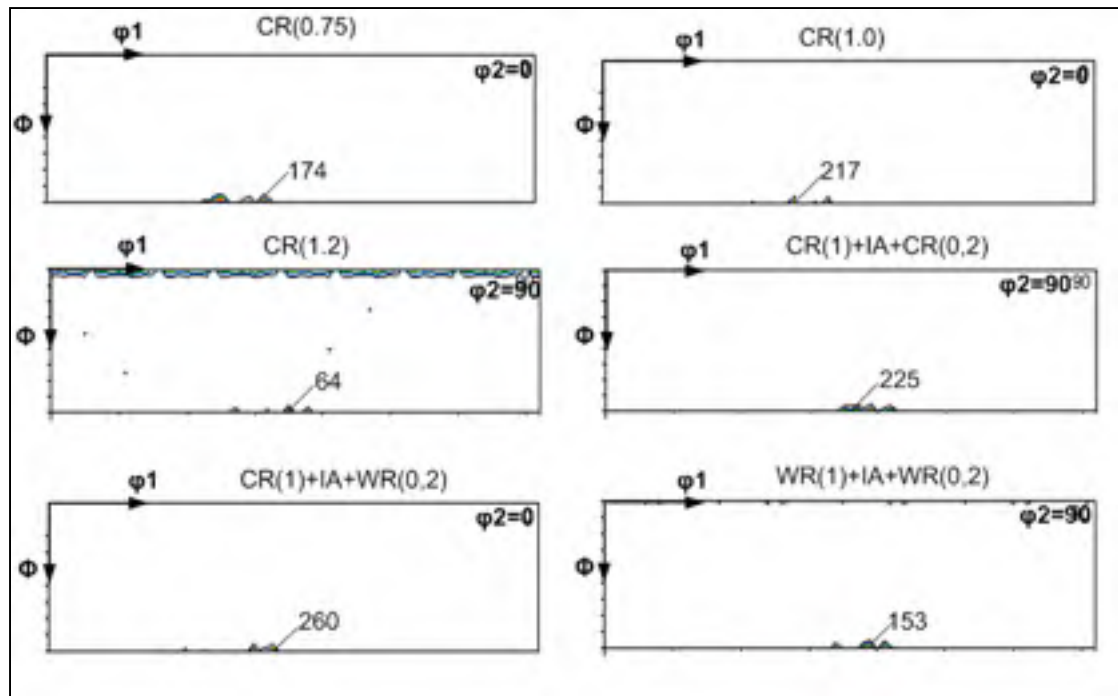 CR(0.75)
φ1
φ2=0
Φ
174
CR(1.0)
φ1
φ2=0
Φ
217
CR(1.2)
φ1
φ2=90
Φ
64
CR(1)+IA+CR(0,2)
φ1
φ2=90 90
Φ
225
CR(1)+IA+WR(0,2)
φ1
φ2=0
Φ
260
WR(1)+IA+WR(0,2)
φ1
φ2=90
Φ
153